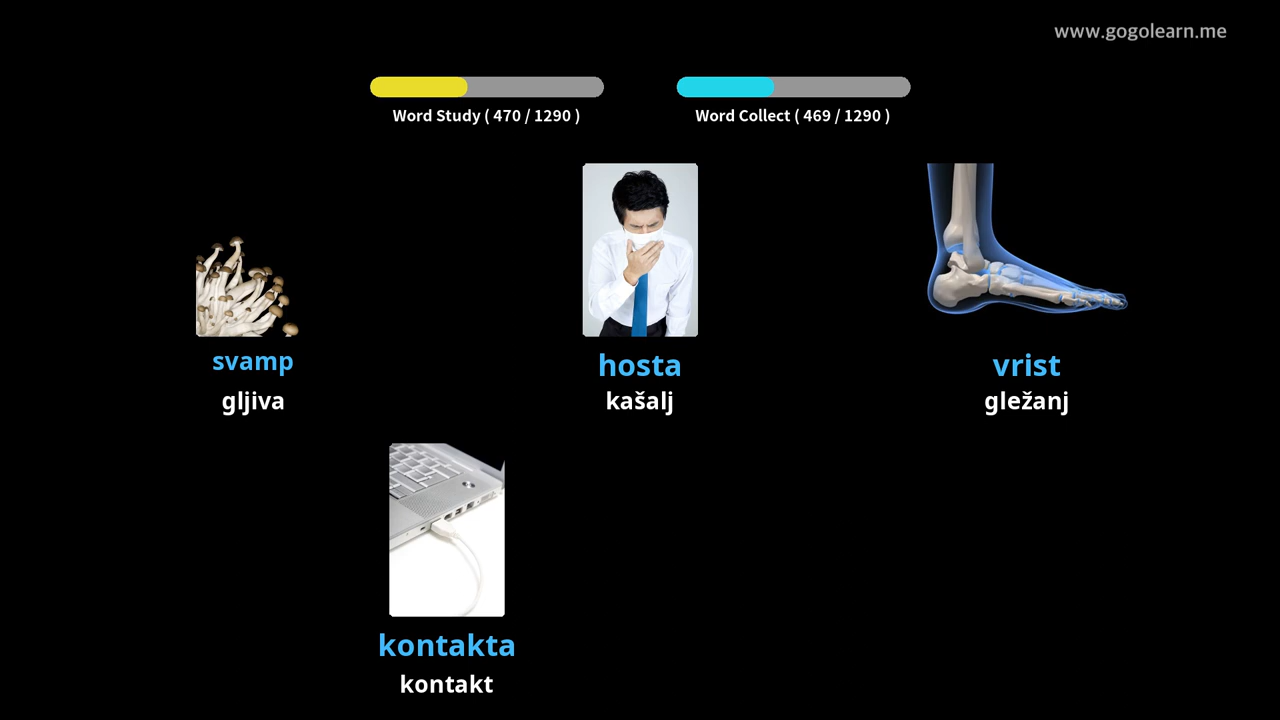 www.gogolearn.me
Word Study ( 470 / 1290 )
Word Collect ( 469 / 1290 )
svamp
gljiva
hosta
kašalj
vrist
gležanj
kontakta
kontakt